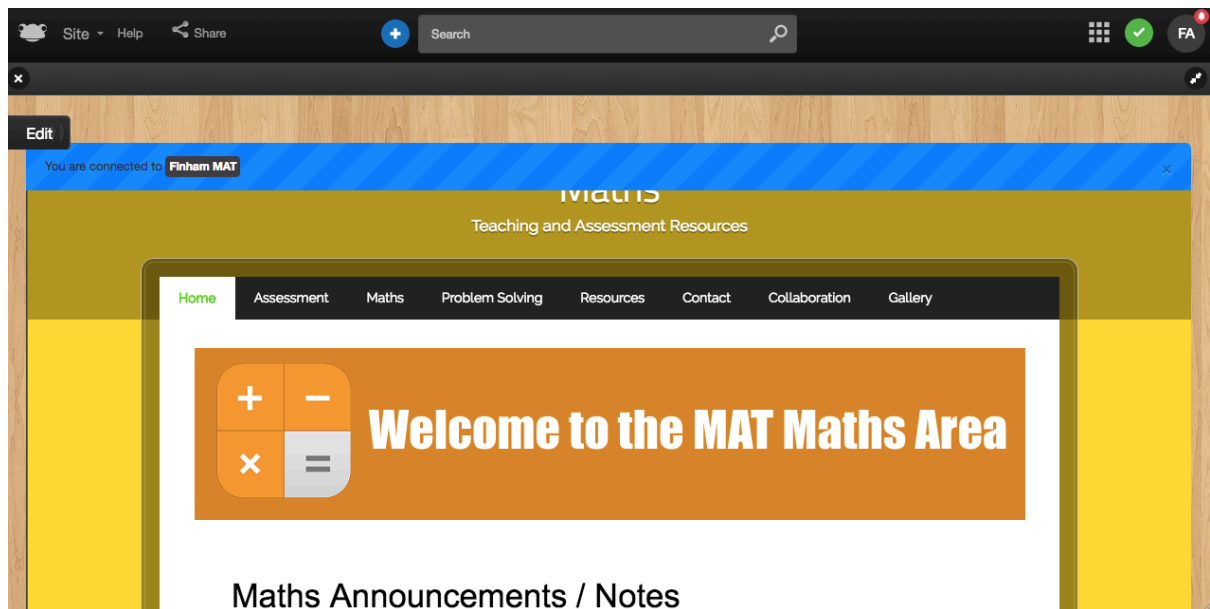 Site Help Share Search FA
Edit
You are connected to Finham MAT
Maths
Teaching and Assessment Resources
Home Assessment Maths Problem Solving Resources Contact Collaboration Gallery
Welcome to the MAT Maths Area
Maths Announcements / Notes